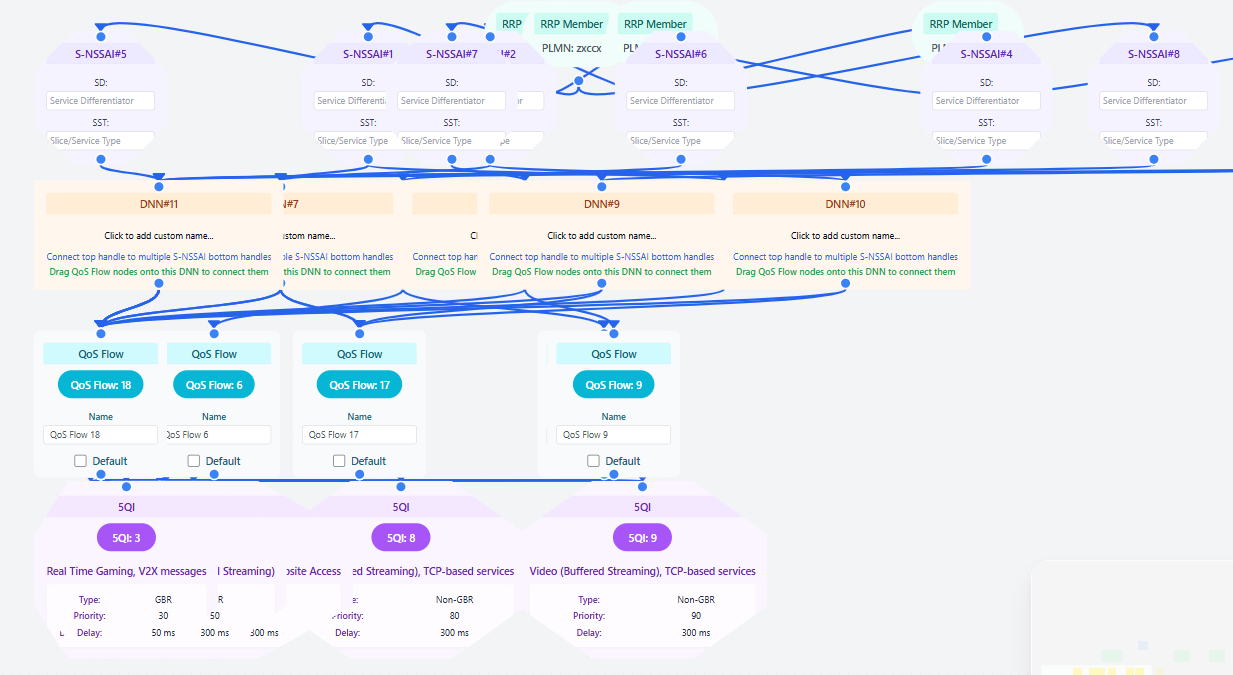 RRP
RRP Member
RRP Member
RRP Member
PLMN: zxccx
S-NSSAI#5
S-NSSAI#1
S-NSSAI#7
#2
S-NSSAI#6
S-NSSAI#4
S-NSSAI#8
SD:
SD:
SD:
SD:
SD:
SD:
Service Differentiator
Service Differentiator
Service Differentiator
Service Differentiator
Service Differentiator
SST:
SST:
SST:
SST:
SST:
SST:
Slice/Service Type
Slice/Service Type
Slice/Service Type
Slice/Service Type
Slice/Service Type
Slice/Service Type
DNN#11
#7
DNN#9
DNN#10
Click to add custom name...
custom name...
Click to add custom name...
Click to add custom name...
Connect top handle to multiple S-NSSAI bottom handles
multiple S-NSSAI bottom handles
Connect top
Connect top handle to multiple S-NSSAI bottom handles
Connect top handle to multiple S-NSSAI bottom handles
Drag QoS Flow nodes onto this DNN to connect them
this DNN to connect them
Drag QoS Flow
Drag QoS Flow nodes onto this DNN to connect them
Drag QoS Flow nodes onto this DNN to connect them
QoS Flow
QoS Flow
QoS Flow
QoS Flow
QoS Flow: 18
QoS Flow: 6
QoS Flow: 17
QoS Flow: 9
Name
Name
Name
Name
QoS Flow 18
QoS Flow 6
QoS Flow 17
QoS Flow 9
Default
Default
Default
Default
5QI
5QI
5QI
5QI: 3
5QI: 8
5QI: 9
Real Time Gaming, V2X messages
Streaming)
Access
Streaming), TCP-based services
Video (Buffered Streaming), TCP-based services
Type:
GBR
R
Non-GBR
Type:
Non-GBR
Priority:
30
50
Priority:
80
Priority:
90
Delay:
50 ms
300 ms
300 ms
Delay:
300 ms
Delay:
300 ms